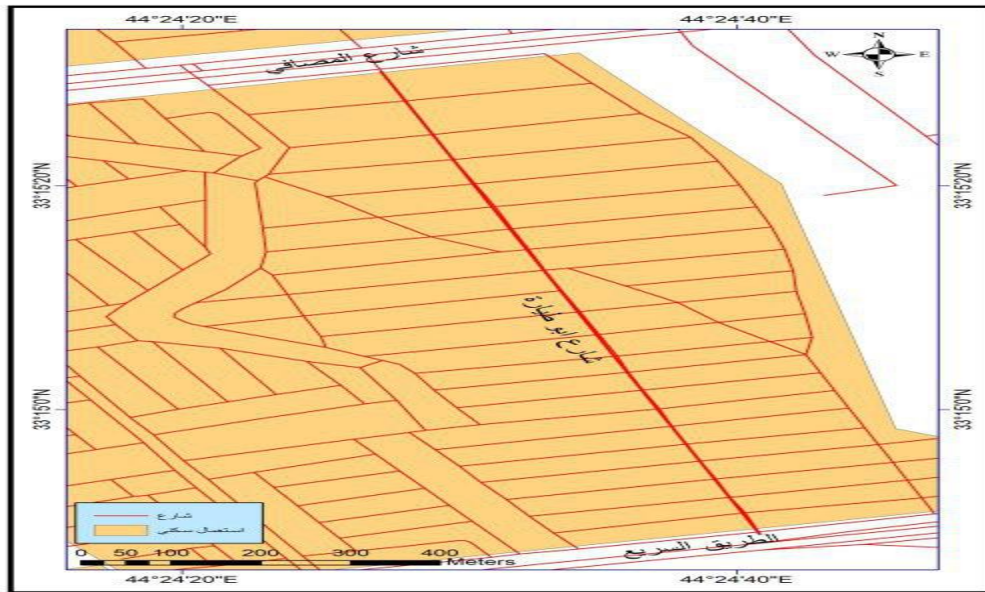 44°24'20"E
44°24'40"E
شارع المصافي
N
W
E
S
33°15'20"N
33°15'20"N
شارع ابو طيارة
33°15'0"N
33°15'0"N
شارع
استعمال سكني
0 50 100 200 300 400
Meters
الطريق السريع
44°24'20"E
44°24'40"E